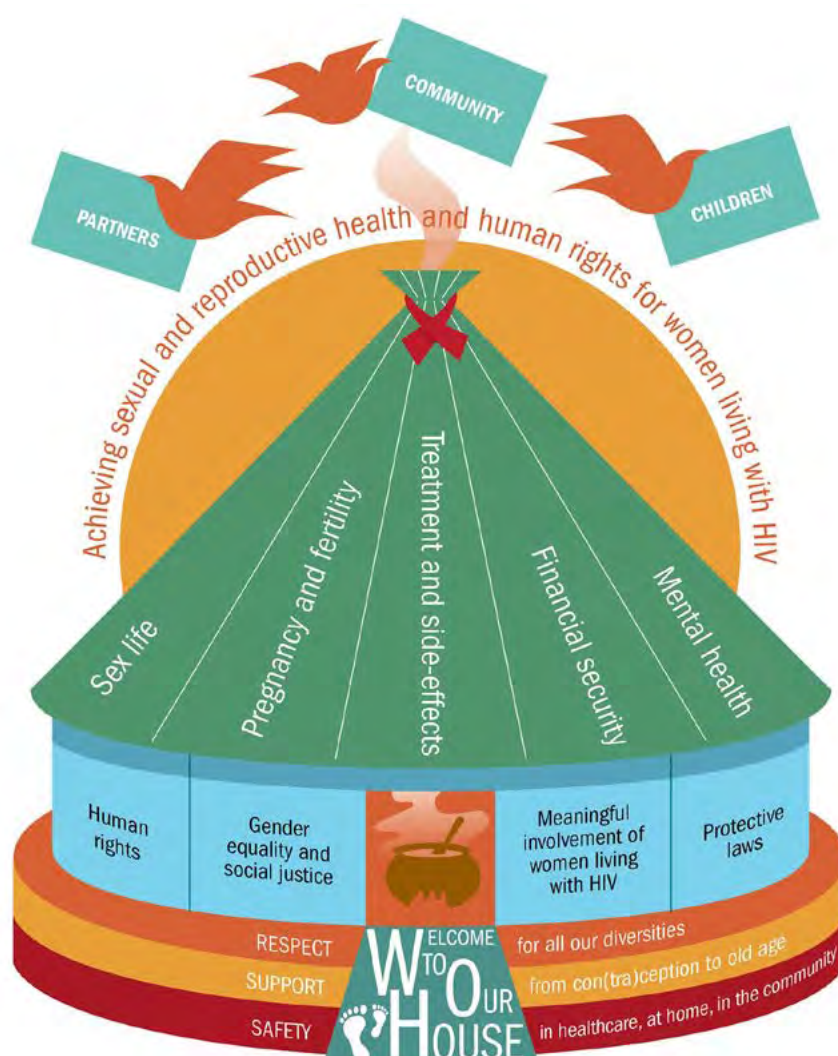 COMMUNITY
PARTNERS
CHILDREN
Achieving sexual and reproductive health and human rights for women living with HIV
Sex life
Pregnancy and fertility
Treatment and side-effects
Financial security
Mental health
Human
rights
Gender
equality and
social justice
Meaningful
involvement of
women living
with HIV
Protective
laws
RESPECT for all our diversities
SUPPORT from con(tra)ception to old age
SAFETY in healthcare, at home, in the community
WELCOME
TO
OUR
HOUSE